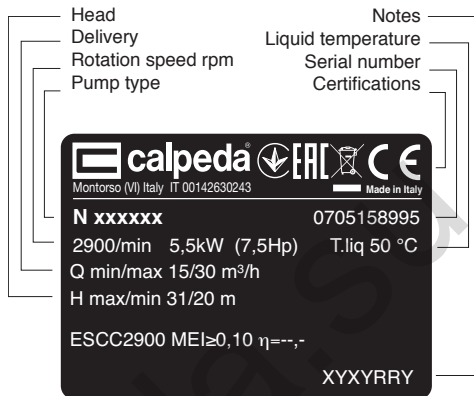 Head
Delivery
Rotation speed rpm
Pump type
Notes
Liquid temperature
Serial number
Certifications
calpeda® EAC CE
Montorso (VI) Italy IT 00142630243
Made in Italy
N xxxxxx 0705158995
2900/min 5,5kW (7,5Hp) T.liq 50 °C
Q min/max 15/30 m³/h
H max/min 31/20 m
ESCC2900 MEI≥0,10 η=--,-
XYXYRRY